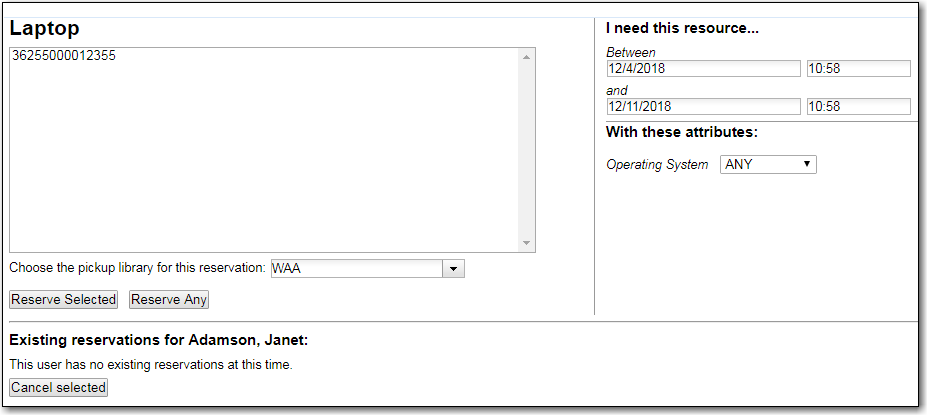 Laptop
36255000012355
Choose the pickup library for this reservation: WAA
Reserve Selected Reserve Any
I need this resource...
Between
12/4/2018 10:58
and
12/11/2018 10:58
With these attributes:
Operating System ANY
Existing reservations for Adamson, Janet:
This user has no existing reservations at this time.
Cancel selected